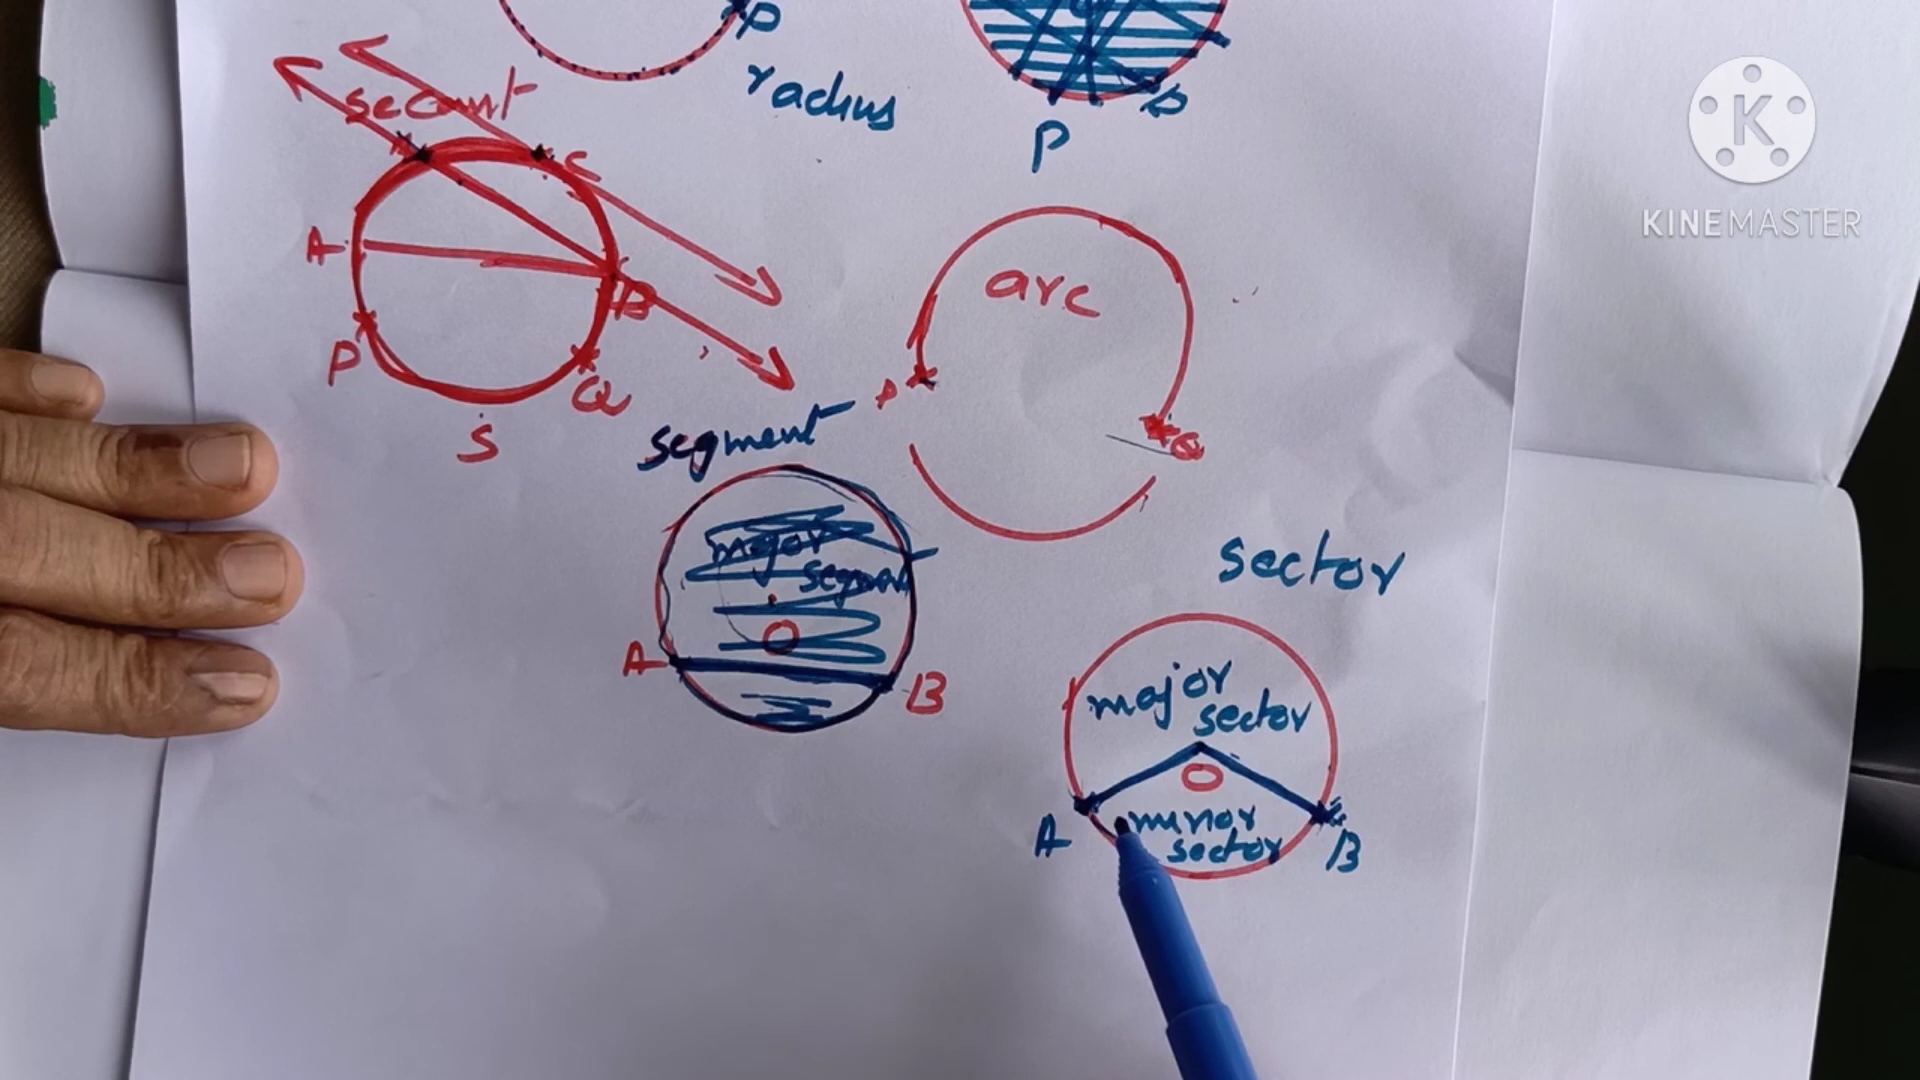 P
radius
P
P
secant
C
A
B
P
Q
S
arc
P
Q
segment
major
segment
O
A
B
sector
major
sector
O
minor
sector
A
B
K
KINEMASTER